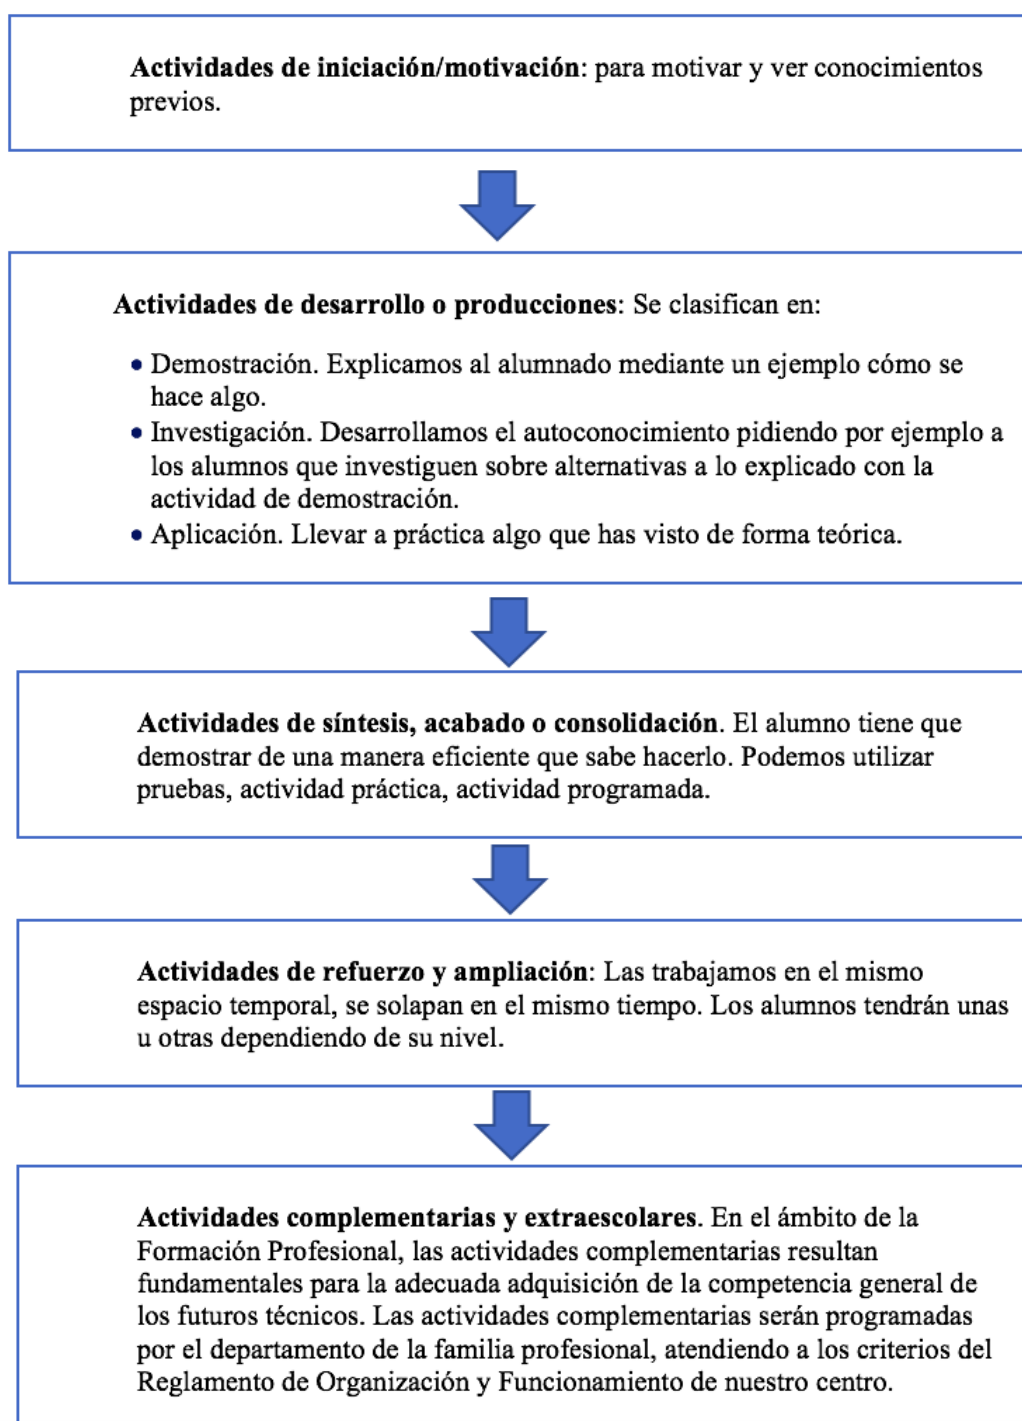 Actividades de iniciación/motivación: para motivar y ver conocimientos
previos.
Actividades de desarrollo o producciones: Se clasifican en:
• Demostración. Explicamos al alumnado mediante un ejemplo cómo se
hace algo.
• Investigación. Desarrollamos el autoconocimiento pidiendo por ejemplo a
los alumnos que investiguen sobre alternativas a lo explicado con la
actividad de demostración.
• Aplicación. Llevar a práctica algo que has visto de forma teórica.
Actividades de síntesis, acabado o consolidación. El alumno tiene que
demostrar de una manera eficiente que sabe hacerlo. Podemos utilizar
pruebas, actividad práctica, actividad programada.
Actividades de refuerzo y ampliación: Las trabajamos en el mismo
espacio temporal, se solapan en el mismo tiempo. Los alumnos tendrán unas
u otras dependiendo de su nivel.
Actividades complementarias y extraescolares. En el ámbito de la
Formación Profesional, las actividades complementarias resultan
fundamentales para la adecuada adquisición de la competencia general de
los futuros técnicos. Las actividades complementarias serán programadas
por el departamento de la familia profesional, atendiendo a los criterios del
Reglamento de Organización y Funcionamiento de nuestro centro.